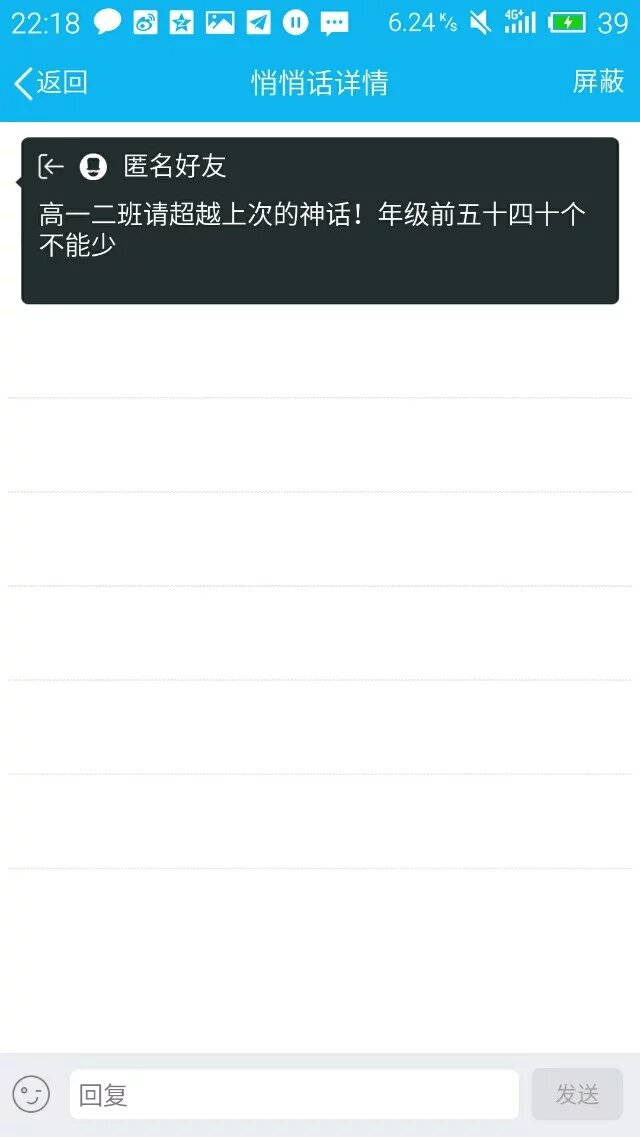 22:18 6.24 K/s 4G+ 39
返回 悄悄话详情 屏蔽
匿名好友
高一二班请超越上次的神话！年级前五十四十个
不能少
回复 发送